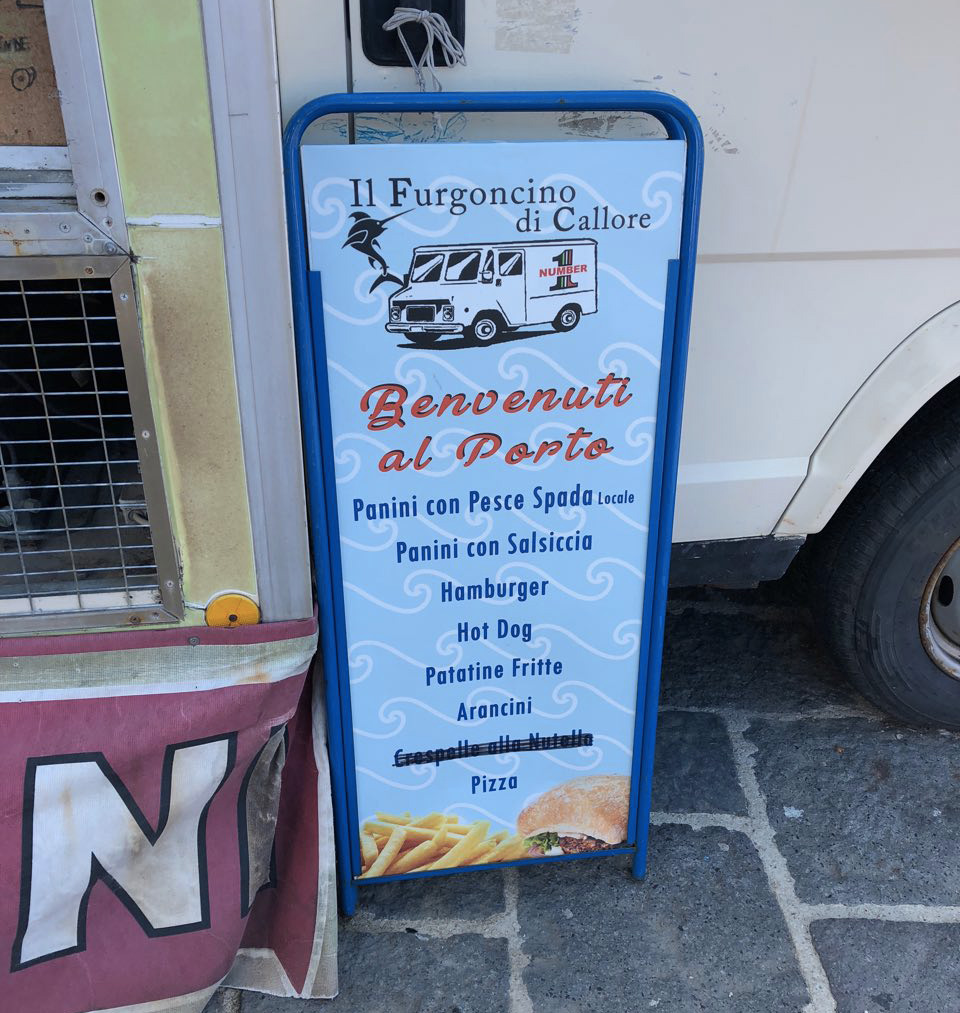 Il Furgoncino
di Callore
NUMBER
1
Benvenuti
al Porto
Panini con Pesce Spada Locale
Panini con Salsiccia
Hamburger
Hot Dog
Patatine Fritte
Arancini
Crespelle alla Nutella
Pizza
N